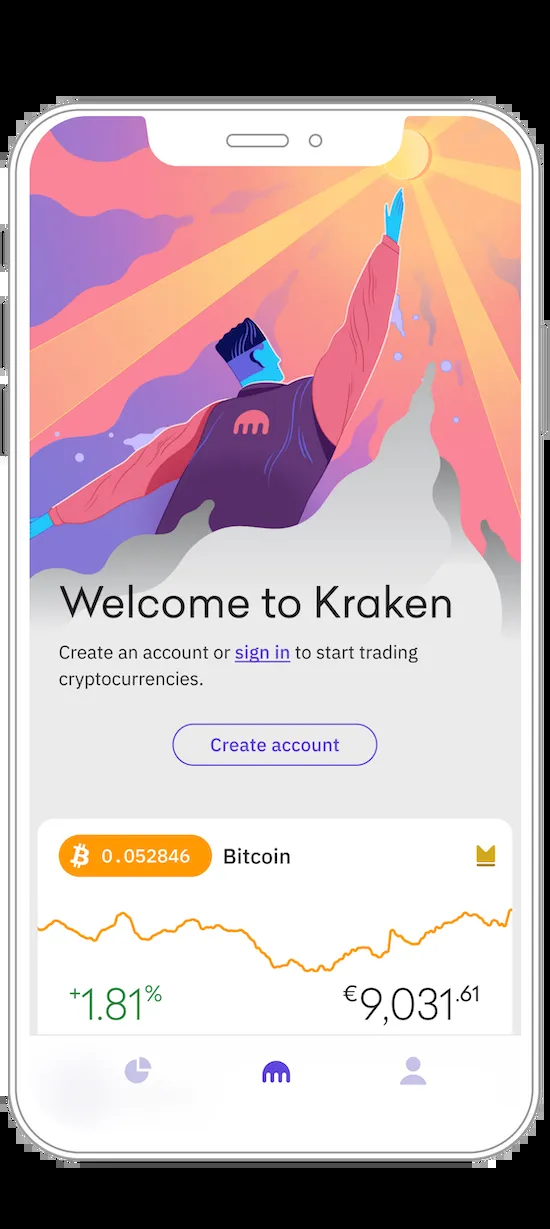 Welcome to Kraken
Create an account or sign in to start trading
cryptocurrencies.
Create account
0.052846 Bitcoin
+1.81% €9,031.61